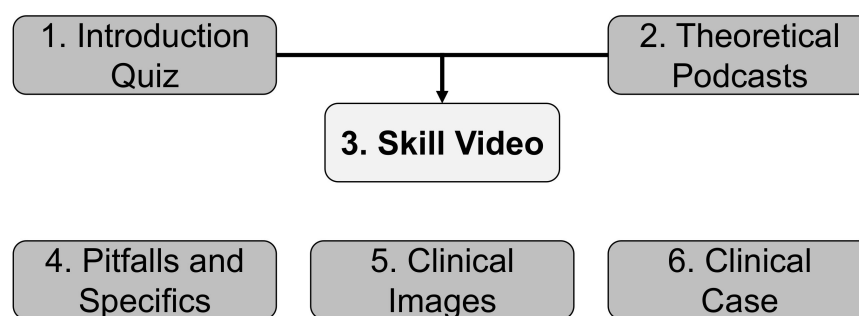 1. Introduction
Quiz
2. Theoretical
Podcasts
3. Skill Video
4. Pitfalls and
Specifics
5. Clinical
Images
6. Clinical
Case